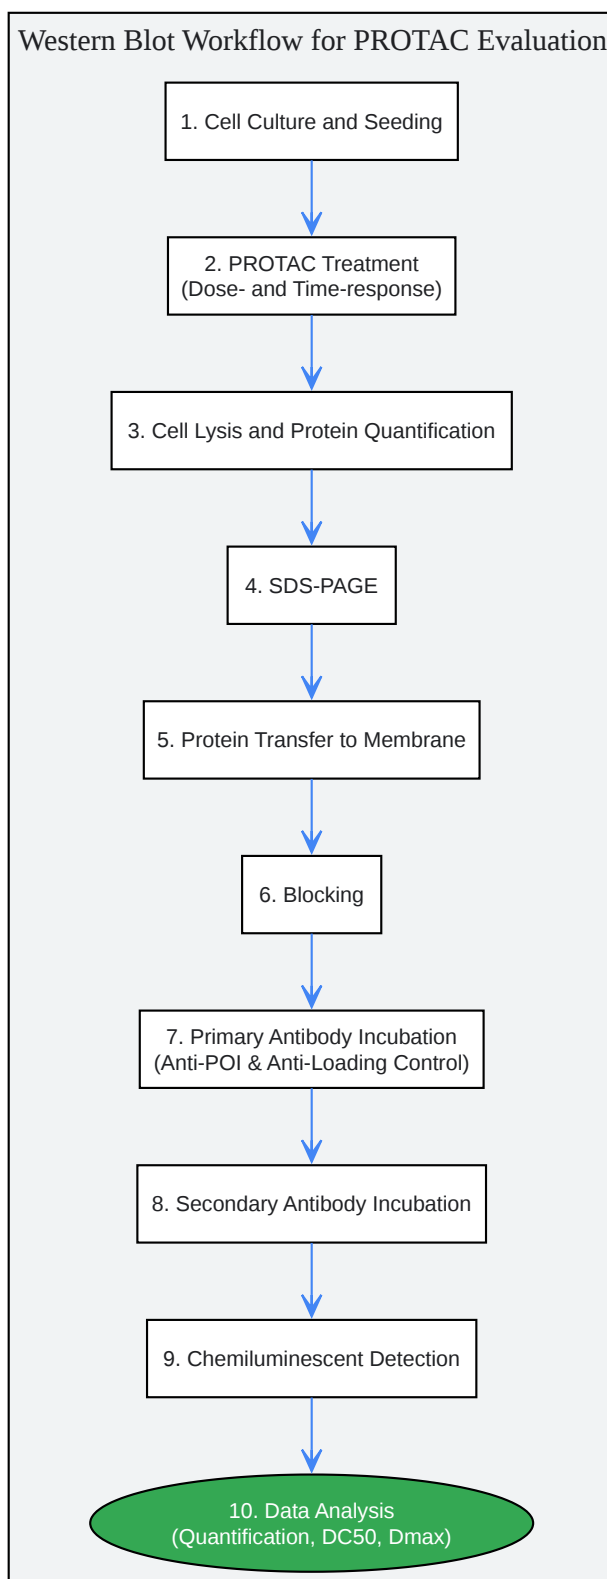 Western Blot Workflow for PROTAC Evaluation
1. Cell Culture and Seeding
2. PROTAC Treatment
(Dose- and Time-response)
3. Cell Lysis and Protein Quantification
4. SDS-PAGE
5. Protein Transfer to Membrane
6. Blocking
7. Primary Antibody Incubation
(Anti-POI & Anti-Loading Control)
8. Secondary Antibody Incubation
9. Chemiluminescent Detection
10. Data Analysis
(Quantification, DC50, Dmax)